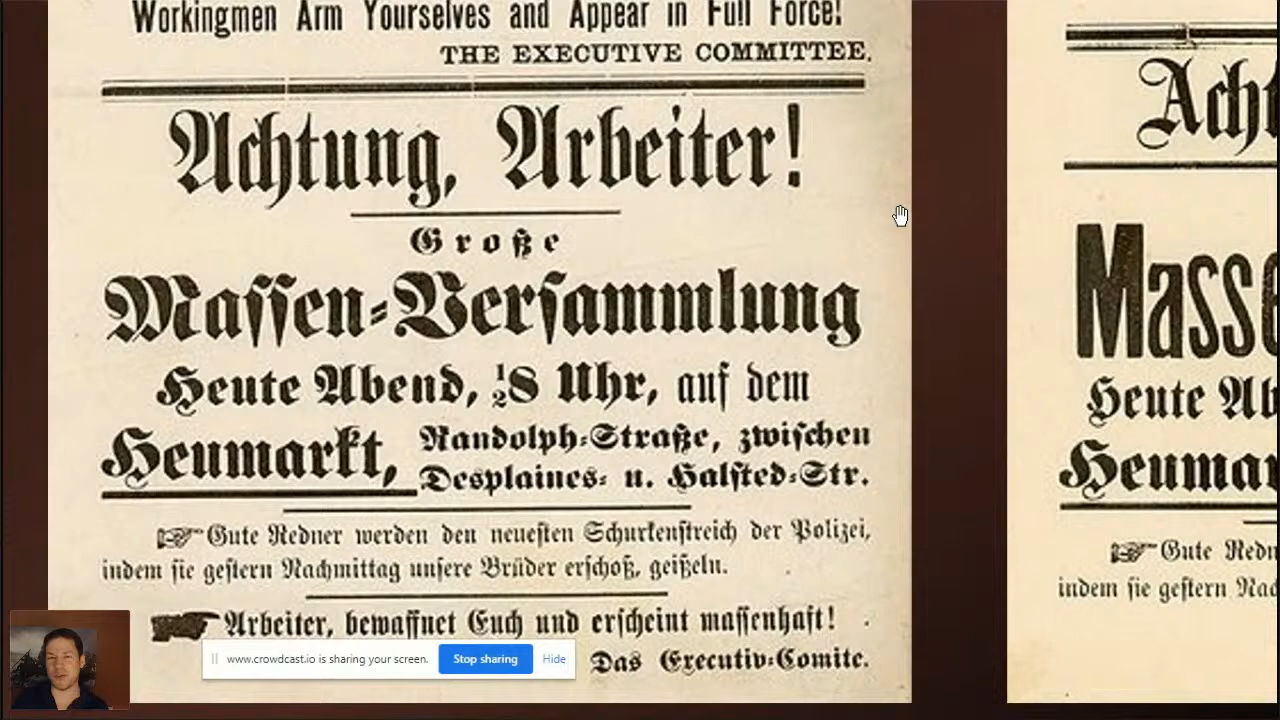 Workingmen Arm Yourselves and Appear in Full Force!
THE EXECUTIVE COMMITTEE.
Achtung, Arbeiter!
Große
Massen-Versammlung
Heute Abend, ½8 Uhr, auf dem
Heumarkt, Randolph-Straße, zwischen
Desplaines- u. Halsted-Str.
☞ Gute Redner werden den neuesten Schurkenstreich der Polizei,
indem sie gestern Nachmittag unsere Brüder erschoß, geißeln.
☞ Arbeiter, bewaffnet Euch und erscheint massenhaft!
Das Executiv-Comite.
Acht
Masse
Heute Ab
Heumar
☞ Gute Redn
indem sie gestern Nac
www.crowdcast.io is sharing your screen.
Stop sharing
Hide